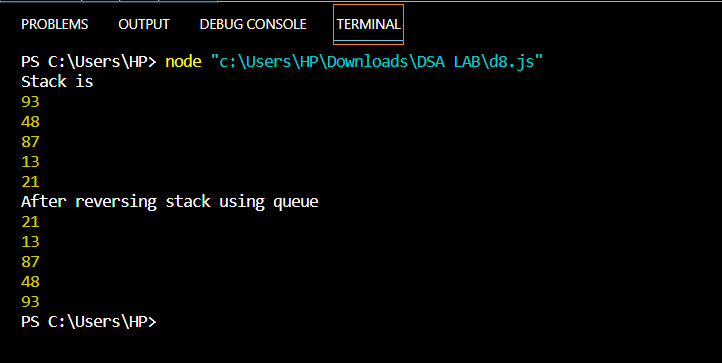 PROBLEMS OUTPUT DEBUG CONSOLE TERMINAL
PS C:\Users\HP> node "c:\Users\HP\Downloads\DSA LAB\d8.js"
Stack is
93
48
87
13
21
After reversing stack using queue
21
13
87
48
93
PS C:\Users\HP>